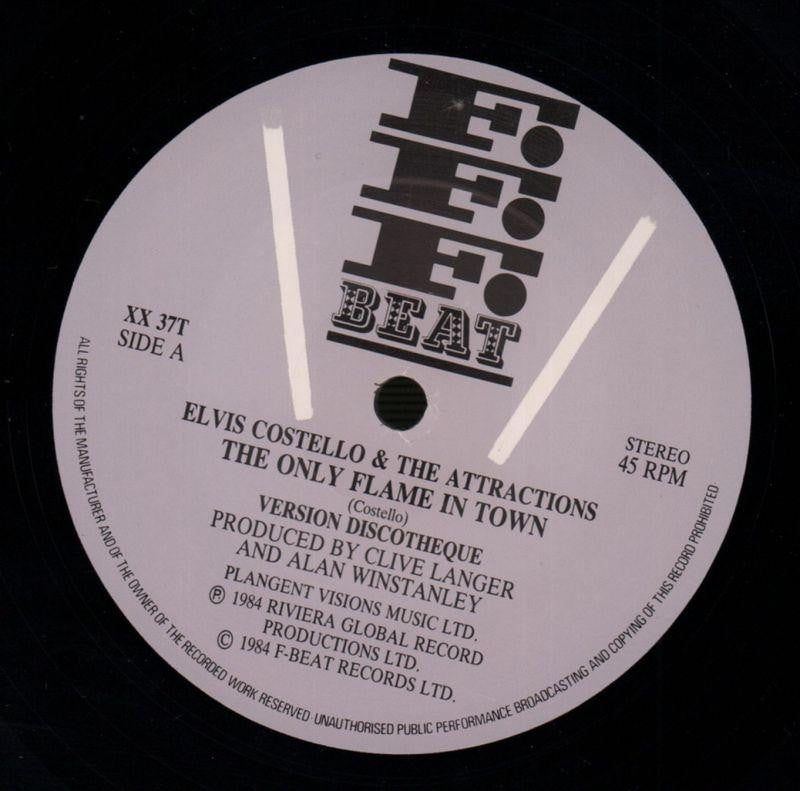 F.
F.
F.
BEAT
XX 37T
SIDE A
STEREO
45 RPM
ELVIS COSTELLO & THE ATTRACTIONS
THE ONLY FLAME IN TOWN
(Costello)
VERSION DISCOTHEQUE
PRODUCED BY CLIVE LANGER
AND ALAN WINSTANLEY
PLANGENT VISIONS MUSIC LTD.
℗ 1984 RIVIERA GLOBAL RECORD
PRODUCTIONS LTD.
© 1984 F-BEAT RECORDS LTD.
ALL RIGHTS OF THE MANUFACTURER AND OF THE OWNER OF THE RECORDED WORK RESERVED · UNAUTHORISED PUBLIC PERFORMANCE BROADCASTING AND COPYING OF THIS RECORD PROHIBITED·